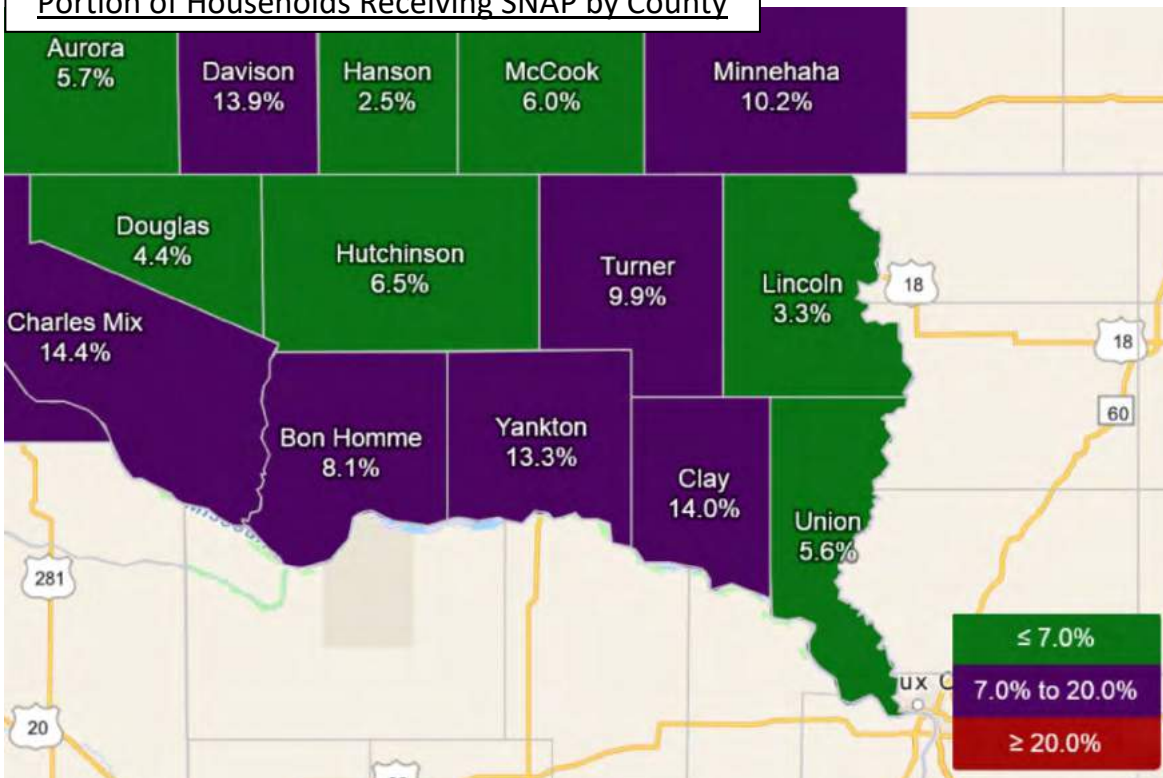 Portion of Households Receiving SNAP by County
Aurora
5.7%
Davison
13.9%
Hanson
2.5%
McCook
6.0%
Minnehaha
10.2%
Douglas
4.4%
Hutchinson
6.5%
Turner
9.9%
Lincoln
3.3%
18
Charles Mix
14.4%
18
60
Bon Homme
8.1%
Yankton
13.3%
Clay
14.0%
Union
5.6%
281
≤ 7.0%
7.0% to 20.0%
≥ 20.0%
ux C
20